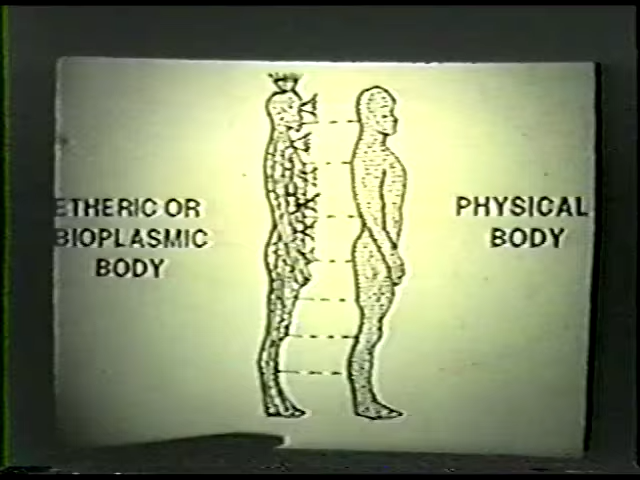 ETHERIC OR
BIOPLASMIC
BODY
PHYSICAL
BODY